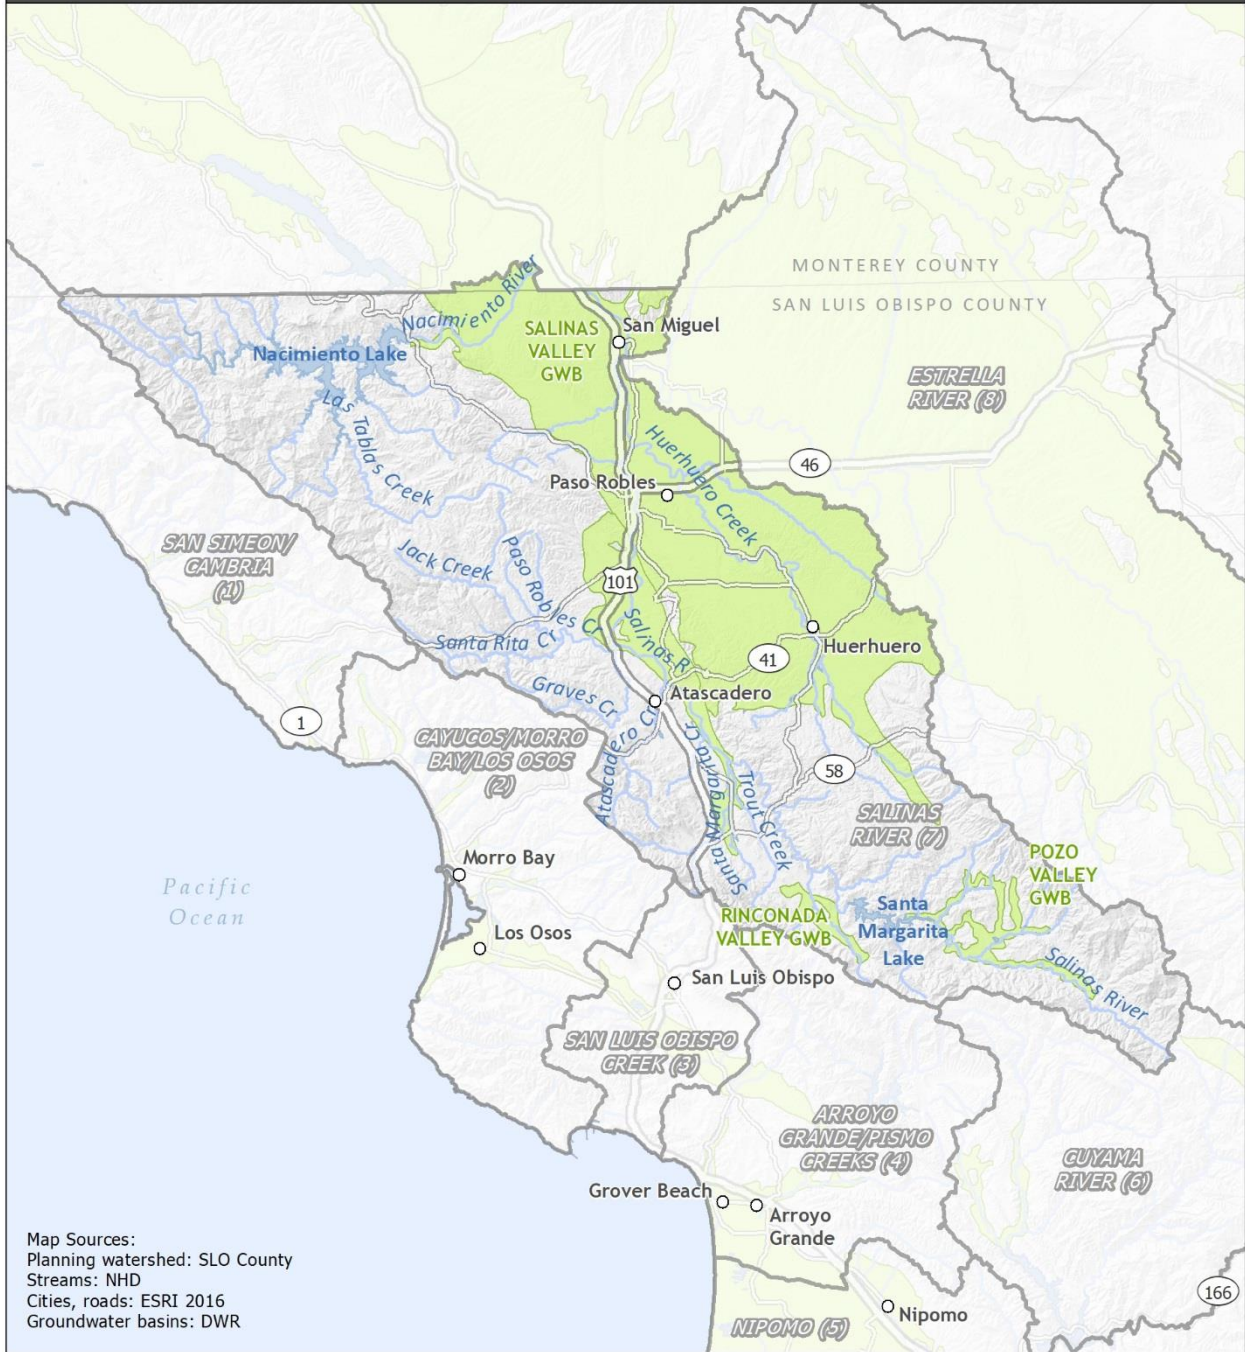 MONTEREY COUNTY
SAN LUIS OBISPO COUNTY
Nacimiento River
SALINAS
VALLEY
GWB
San Miguel
Nacimiento Lake
ESTRELLA
RIVER (8)
Las Tablas Creek
Huerhuero Creek
46
Paso Robles
SAN SIMEON/
CAMBRIA
(1)
Jack Creek
Paso Robles Cr
101
Salinas R
Santa Rita Cr
Huerhuero
41
Graves Cr
Atascadero
1
CAYUCOS/MORRO
BAY/LOS OSOS
(2)
Atascadero Cr
Santa Margarita Cr
Trout Creek
58
SALINAS
RIVER (7)
Morro Bay
POZO
VALLEY
GWB
Pacific
Ocean
RINCONADA
VALLEY GWB
Santa
Margarita
Lake
Los Osos
Salinas River
San Luis Obispo
SAN LUIS OBISPO
CREEK (3)
ARROYO
GRANDE/PISMO
CREEKS (4)
CUYAMA
RIVER (6)
Grover Beach
Arroyo
Grande
Map Sources:
Planning watershed: SLO County
Streams: NHD
Cities, roads: ESRI 2016
Groundwater basins: DWR
166
Nipomo
NIPOMO (5)